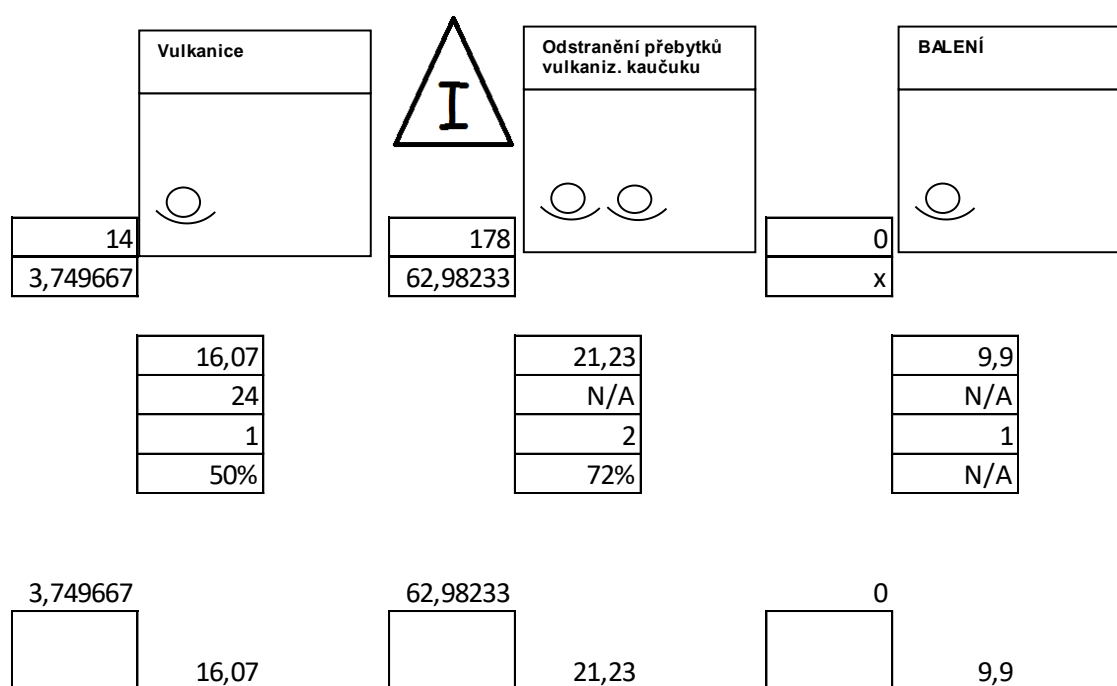 Vulkanice
I
Odstranění přebytků
vulkaniz. kaučuku
BALENÍ
14
178
0
3,749667
62,98233
x
16,07
21,23
9,9
24
N/A
N/A
1
2
1
50%
72%
N/A
3,749667
62,98233
0
16,07
21,23
9,9